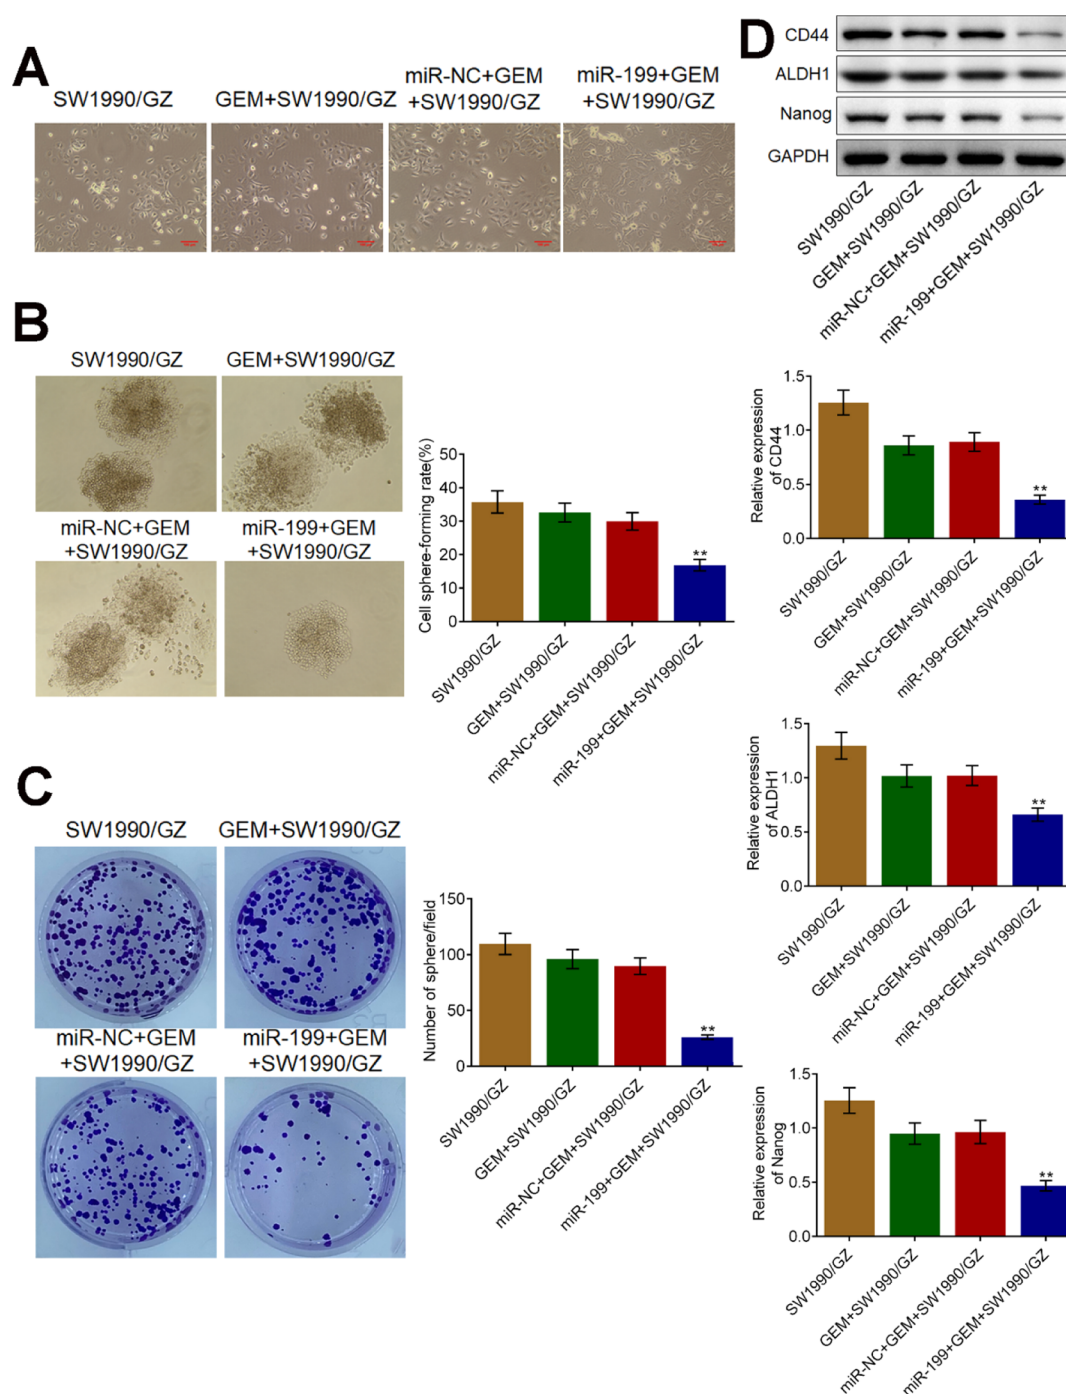 A
SW1990/GZ
GEM+SW1990/GZ
miR-NC+GEM
+SW1990/GZ
miR-199+GEM
+SW1990/GZ
B
SW1990/GZ
GEM+SW1990/GZ
miR-NC+GEM
+SW1990/GZ
miR-199+GEM
+SW1990/GZ
Cell sphere-forming rate(%)
50
40
30
20
10
0
**
SW1990/GZ
GEM+SW1990/GZ
miR-NC+GEM+SW1990/GZ
miR-199+GEM+SW1990/GZ
C
SW1990/GZ
GEM+SW1990/GZ
miR-NC+GEM
+SW1990/GZ
miR-199+GEM
+SW1990/GZ
Number of sphere/field
150
100
50
0
**
SW1990/GZ
GEM+SW1990/GZ
miR-NC+GEM+SW1990/GZ
miR-199+GEM+SW1990/GZ
D
CD44
ALDH1
Nanog
GAPDH
SW1990/GZ
GEM+SW1990/GZ
miR-NC+GEM+SW1990/GZ
miR-199+GEM+SW1990/GZ
Relative expression
of CD44
1.5
1.0
0.5
0.0
**
SW1990/GZ
GEM+SW1990/GZ
miR-NC+GEM+SW1990/GZ
miR-199+GEM+SW1990/GZ
Relative expression
of ALDH1
1.5
1.0
0.5
0.0
**
SW1990/GZ
GEM+SW1990/GZ
miR-NC+GEM+SW1990/GZ
miR-199+GEM+SW1990/GZ
Relative expression
of Nanog
1.5
1.0
0.5
0.0
**
SW1990/GZ
GEM+SW1990/GZ
miR-NC+GEM+SW1990/GZ
miR-199+GEM+SW1990/GZ